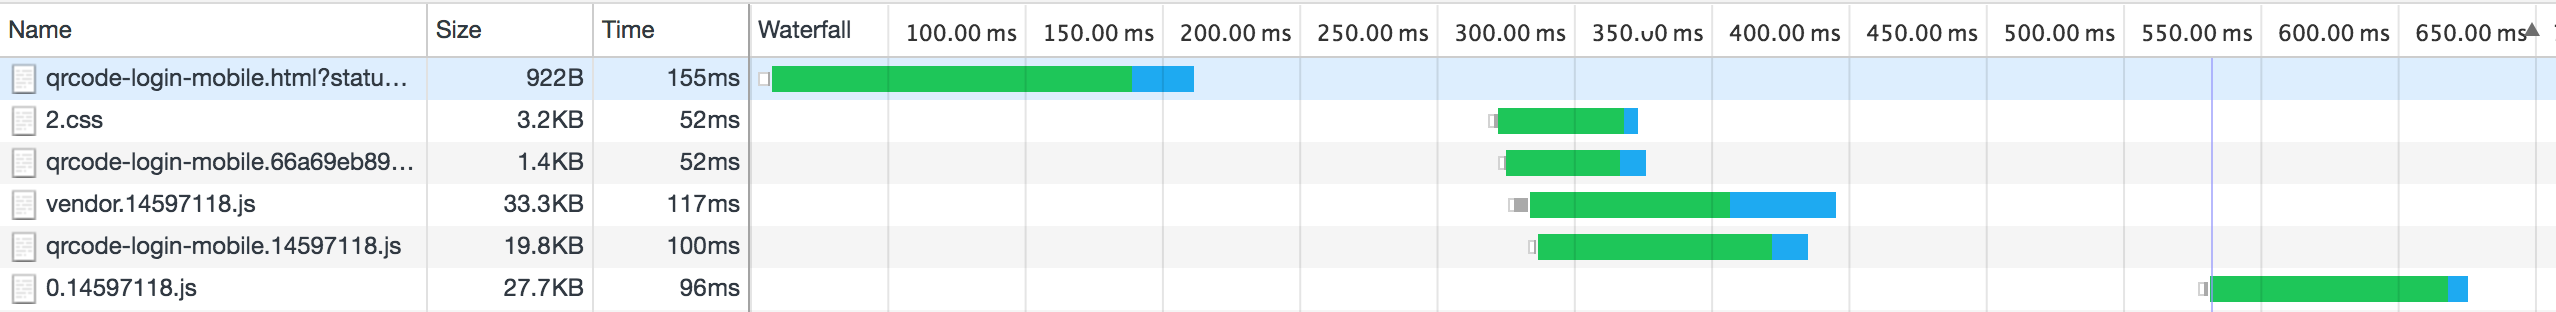 Name Size Time Waterfall 100.00 ms 150.00 ms 200.00 ms 250.00 ms 300.00 ms 350.00 ms 400.00 ms 450.00 ms 500.00 ms 550.00 ms 600.00 ms 650.00 ms
qrcode-login-mobile.html?statu... 922B 155ms
2.css 3.2KB 52ms
qrcode-login-mobile.66a69eb89... 1.4KB 52ms
vendor.14597118.js 33.3KB 117ms
qrcode-login-mobile.14597118.js 19.8KB 100ms
0.14597118.js 27.7KB 96ms